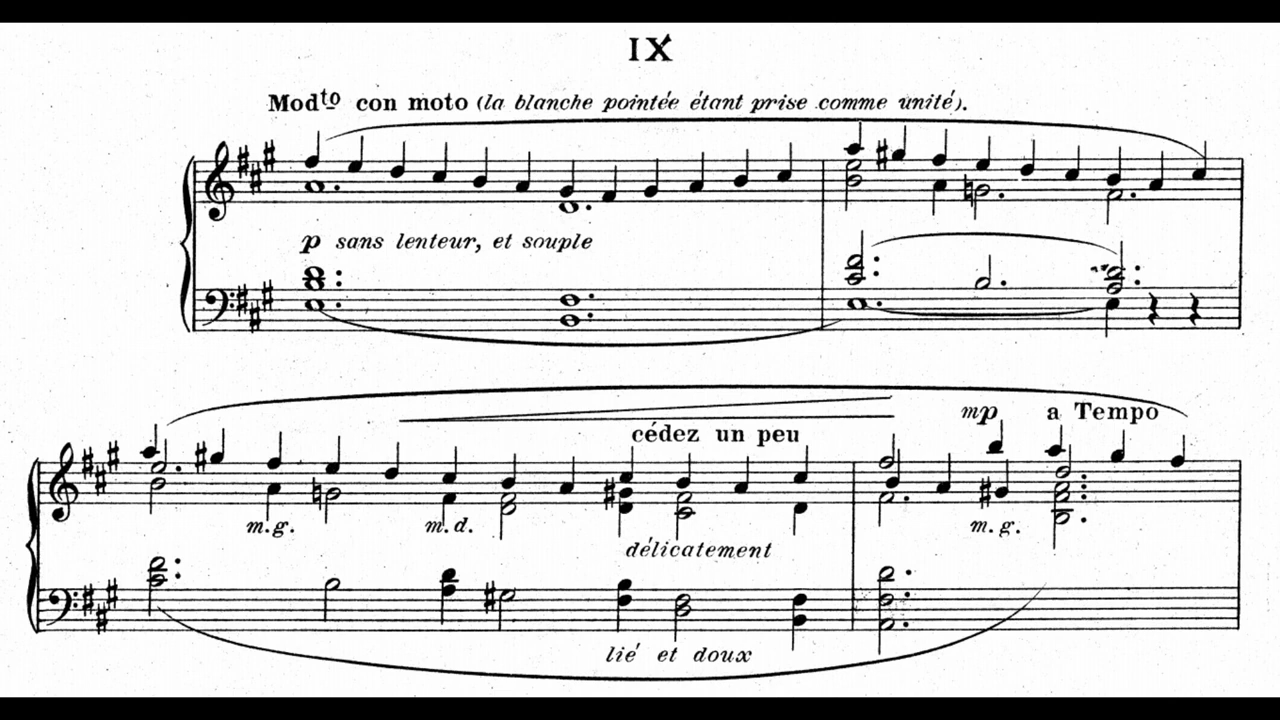 IX
Modto con moto (la blanche pointée étant prise comme unité).
p sans lenteur, et souple
mp a Tempo
cédez un peu
m.g. m.d. m.g.
délicatement
lié et doux